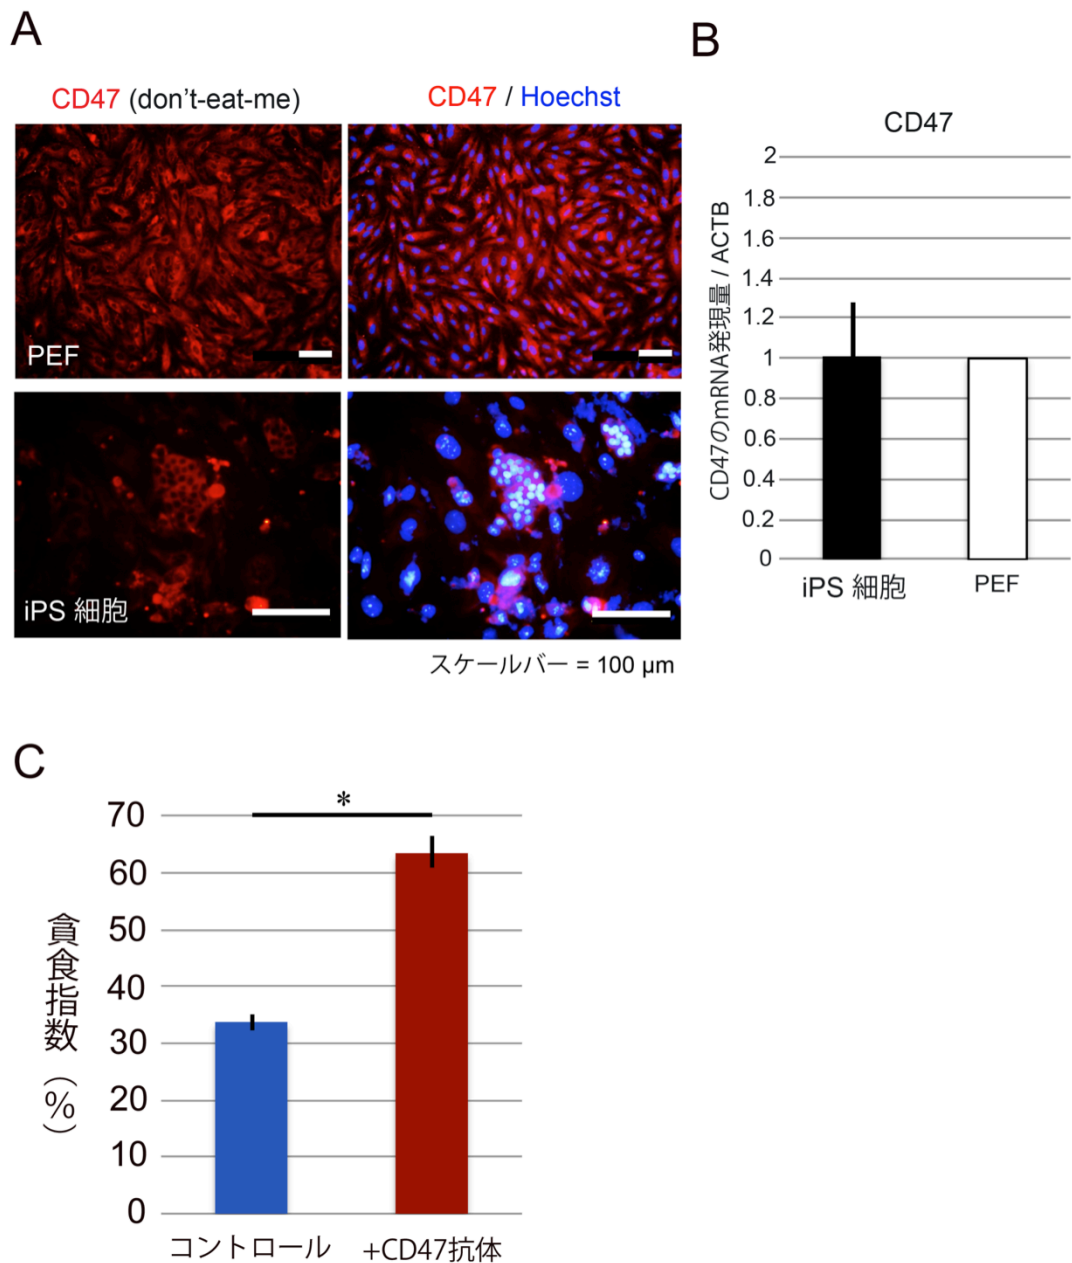 A
CD47 (don't-eat-me)
CD47 / Hoechst
PEF
iPS 細胞
スケールバー = 100 μm
B
CD47
CD47のmRNA発現量 / ACTB
2
1.8
1.6
1.4
1.2
1
0.8
0.6
0.4
0.2
0
iPS 細胞
PEF
C
*
貪食指数(%)
70
60
50
40
30
20
10
0
コントロール
+CD47抗体